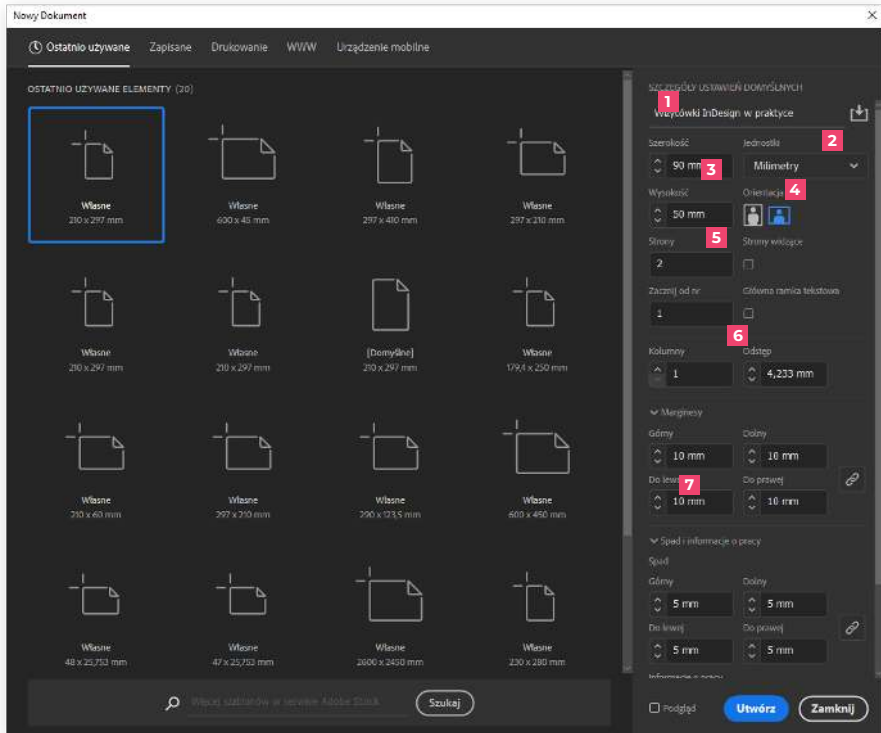 Nowy Dokument
Ostatnio używane Zapisane Drukowanie WWW Urządzenie mobilne
OSTATNIO UŻYWANE ELEMENTY (20)
Własne Własne Własne Własne
210 x 297 mm 600 x 45 mm 297 x 410 mm 297 x 210 mm
Własne Własne [Domyślne] Własne
210 x 297 mm 210 x 297 mm 210 x 297 mm 179,4 x 250 mm
Własne Własne Własne Własne
210 x 60 mm 297 x 210 mm 290 x 123,5 mm 600 x 450 mm
Własne Własne Własne Własne
48 x 25,753 mm 47 x 25,753 mm 2600 x 2450 mm 230 x 280 mm
Więcej szablonów w serwisie Adobe Stock Szukaj
SZCZEGÓŁY USTAWIEŃ DOMYŚLNYCH
1
Wizytówki InDesign w praktyce
2
Szerokość Jednostki
90 mm 3 Milimetry
Wysokość Orientacja 4
50 mm
5
Strony Strony widzące
2
Zacznij od nr Główna ramka tekstowa
1
6
Kolumny Odstęp
1 4,233 mm
Marginesy
Górny Dolny
10 mm 10 mm
Do lewej 7 Do prawej
10 mm 10 mm
Spad i informacje o pracy
Spad
Górny Dolny
5 mm 5 mm
Do lewej Do prawej
5 mm 5 mm
Informacje o pracy
Podgląd Utwórz Zamknij